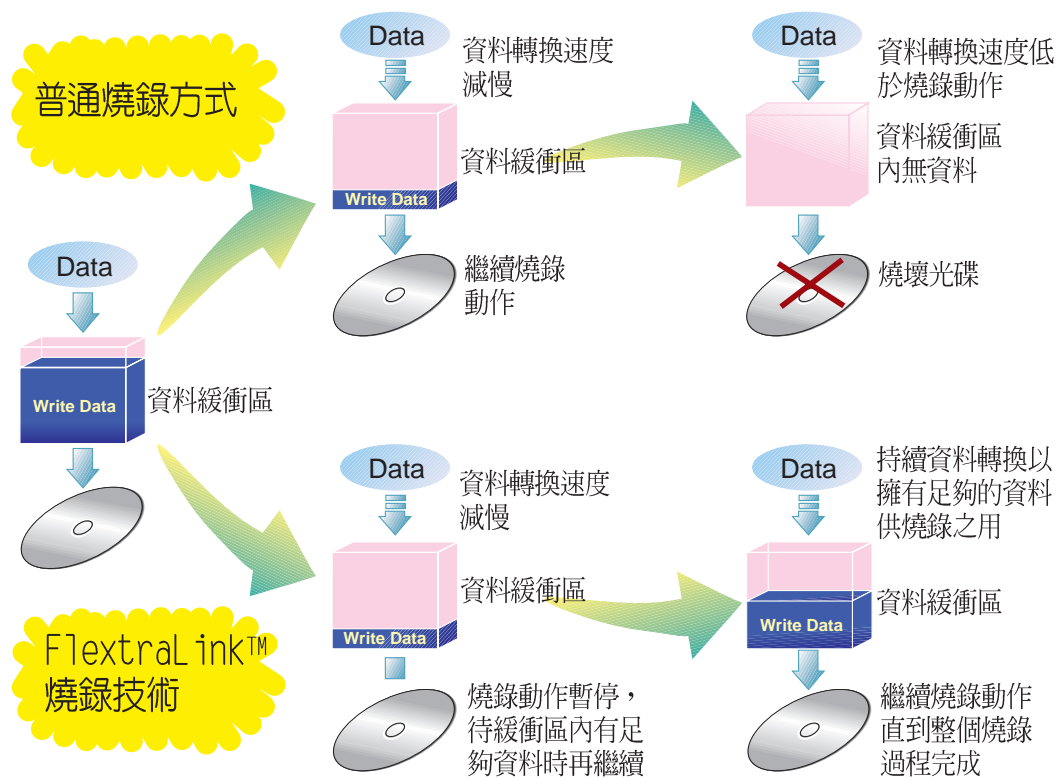 普通燒錄方式
Data
資料轉換速度
減慢
資料緩衝區
Write Data
繼續燒錄
動作
Data
資料轉換速度低
於燒錄動作
資料緩衝區
內無資料
燒壞光碟
Data
Write Data
資料緩衝區
FlextraLink™
燒錄技術
Data
資料轉換速度
減慢
資料緩衝區
Write Data
燒錄動作暫停，
待緩衝區內有足
夠資料時再繼續
Data
持續資料轉換以
擁有足夠的資料
供燒錄之用
資料緩衝區
Write Data
繼續燒錄動作
直到整個燒錄
過程完成